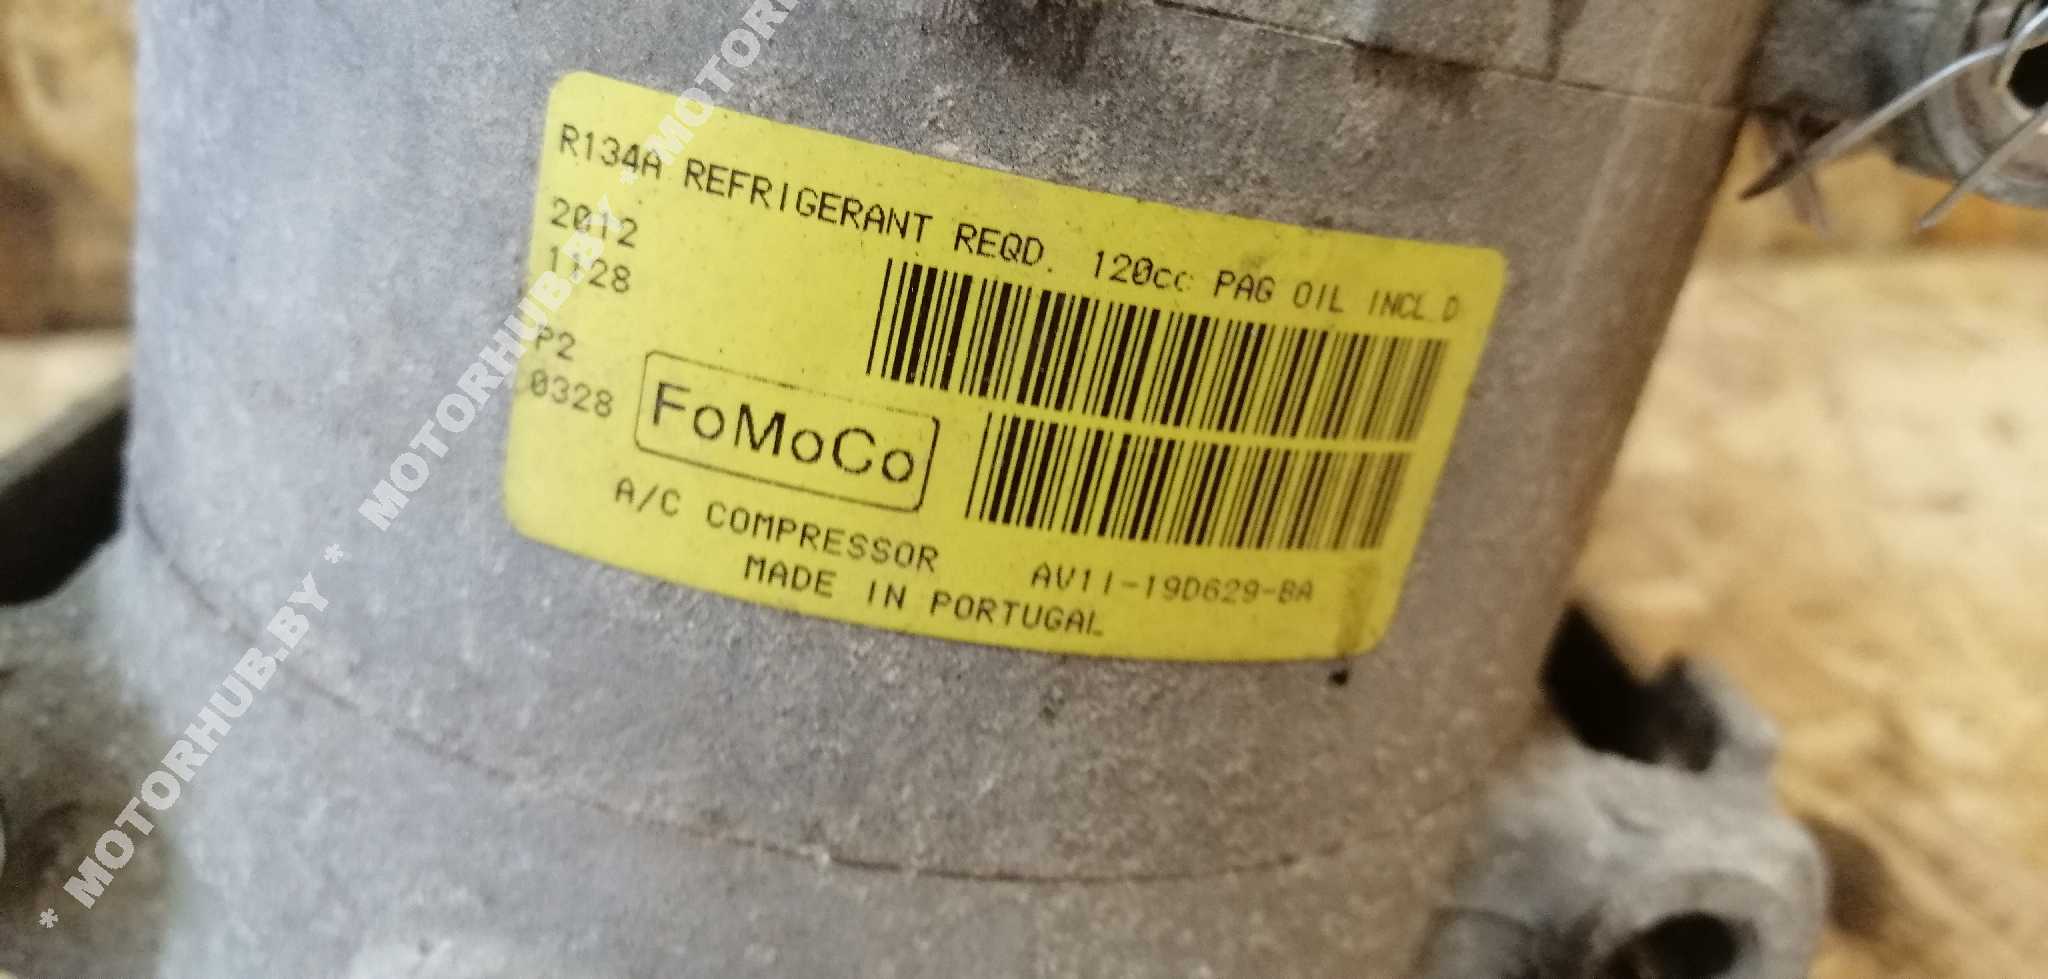 R134A REFRIGERANT REQD. 120cc PAG OIL INCL.D
2012
1128
P2
0328
FoMoCo
A/C COMPRESSOR
AV11-19D629-BA
MADE IN PORTUGAL
* MOTORHUB.BY * MOTORHUB.BY * MOTORH